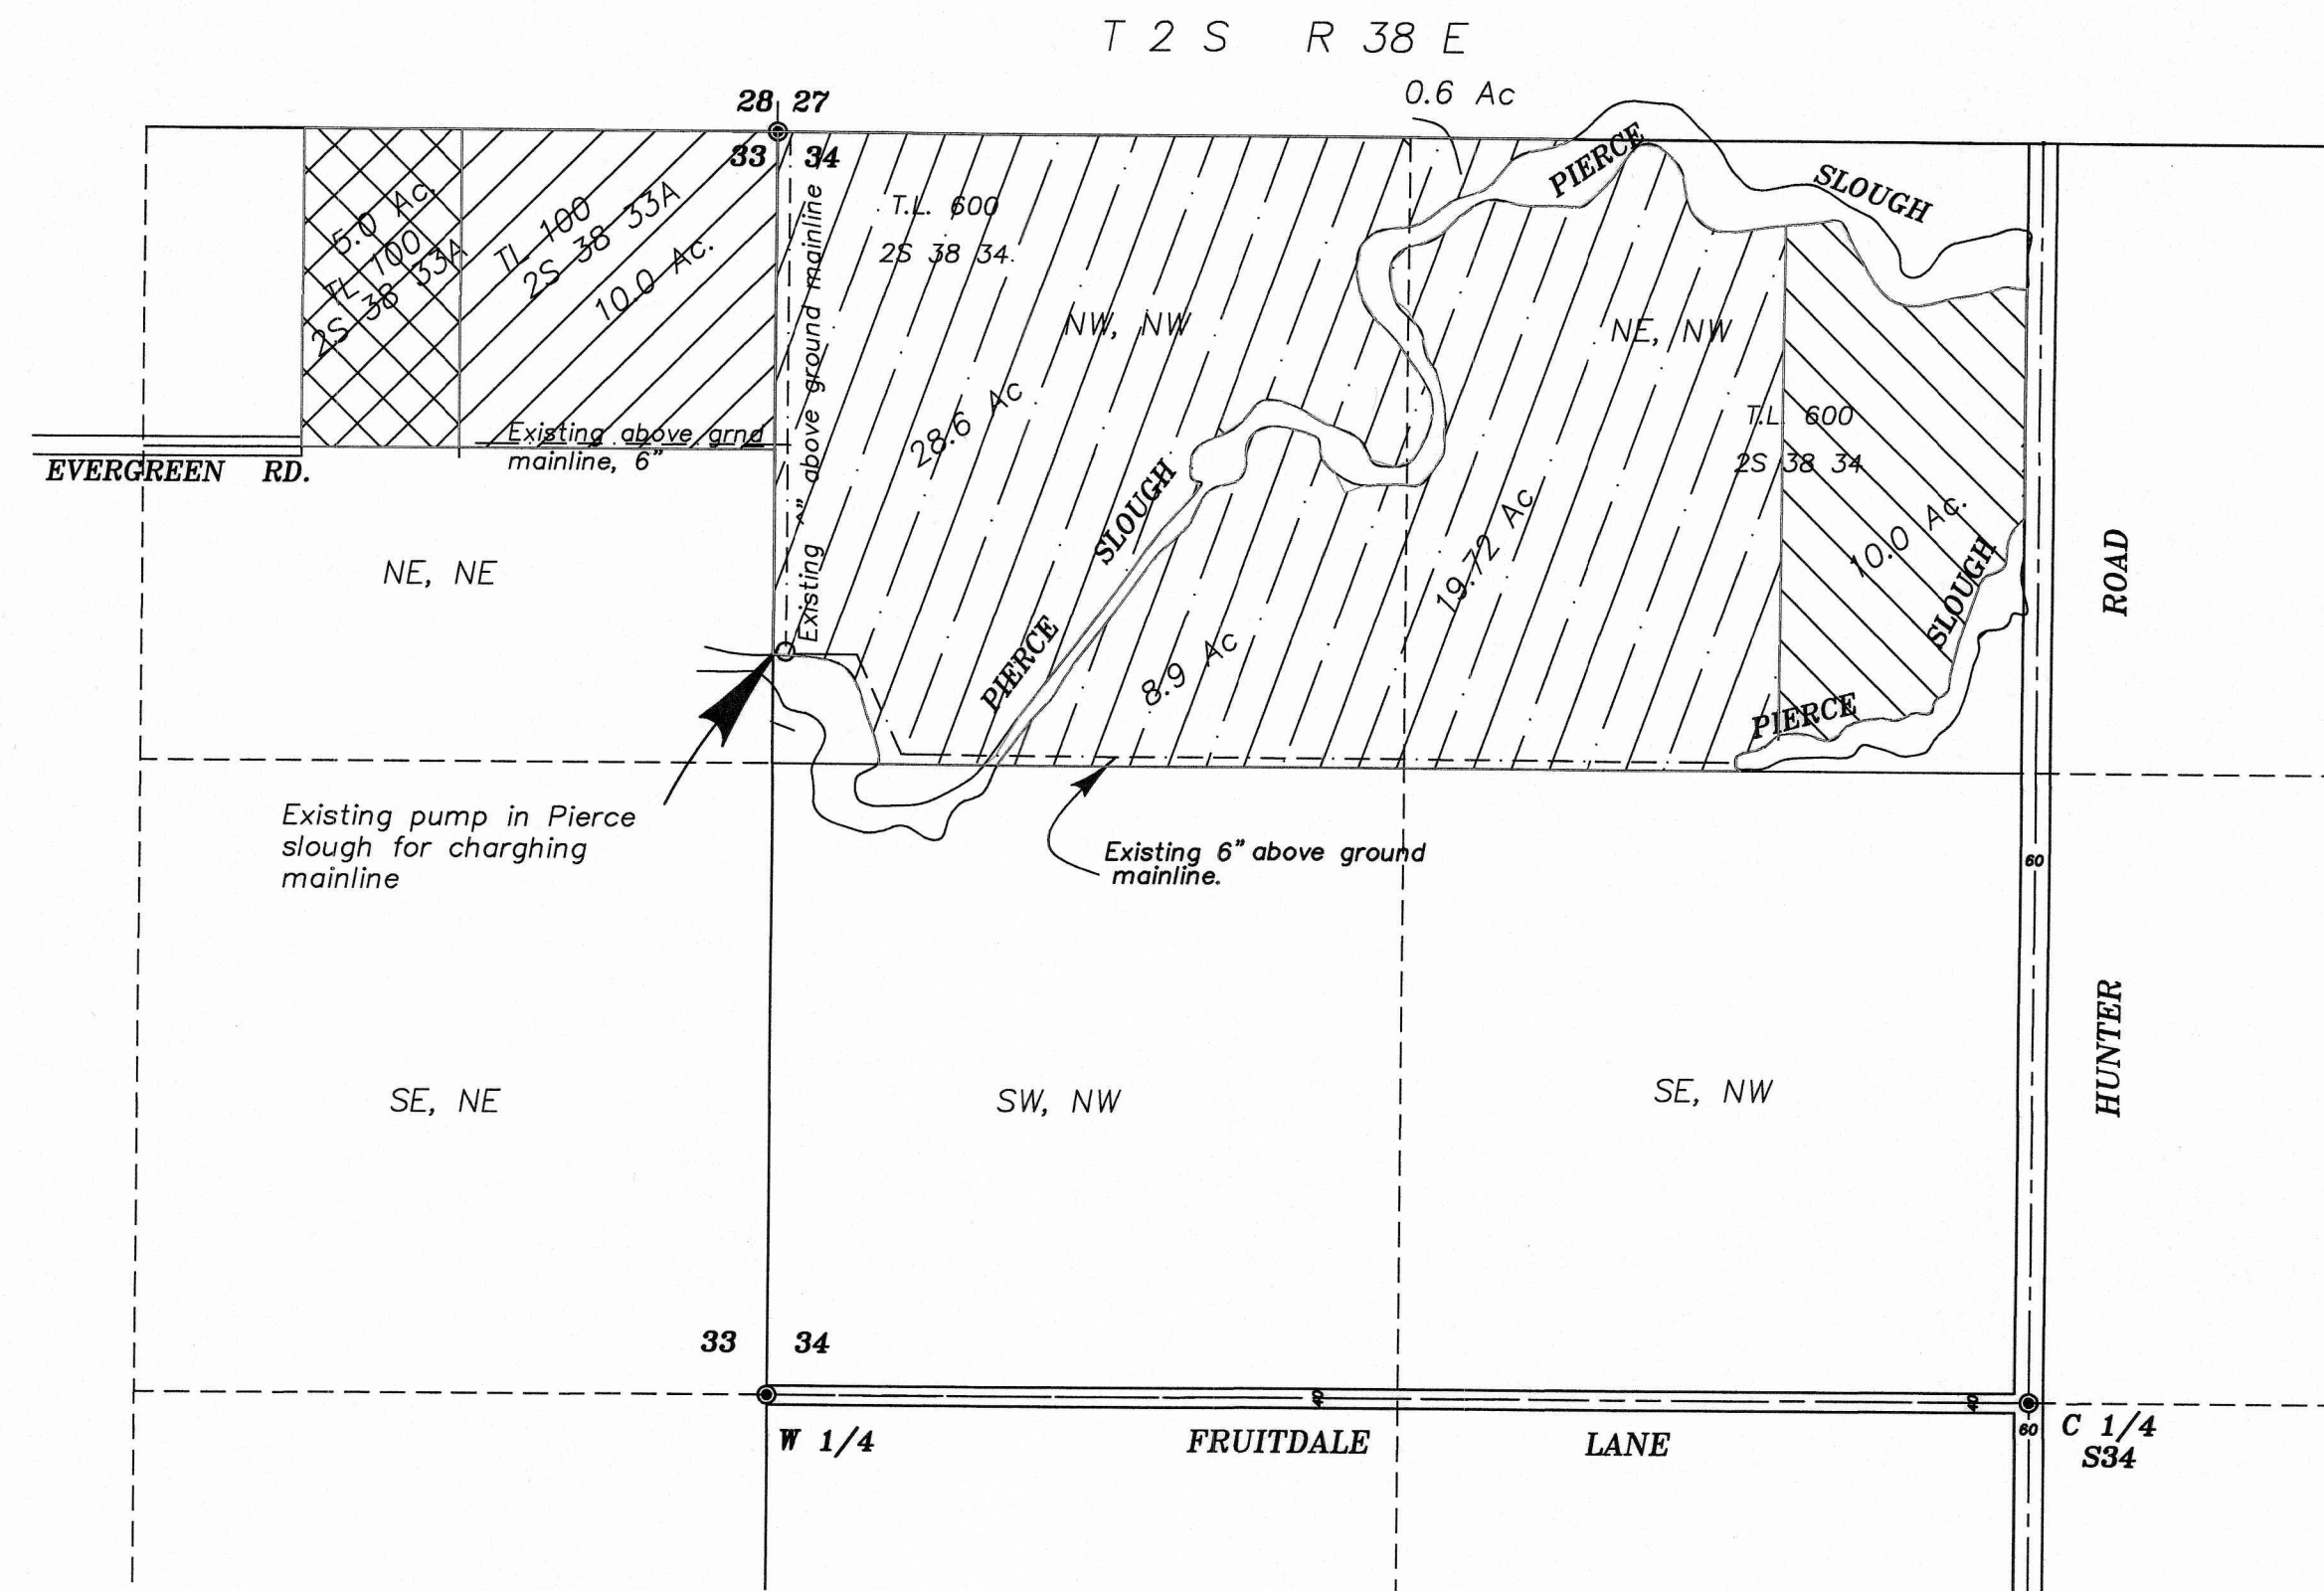 T 2 S R 38 E
0.6 Ac
28 27
33 34
PIERCE
SLOUGH
5.0 Ac.
TL 100
2S 38 33A
TL 100
2S 38 33A
10.0 Ac.
T.L. 600
2S 38 34
NW, NW
NE, NW
28.6 Ac
Existing above ground mainline
Existing above grnd
mainline, 6"
EVERGREEN RD.
T.L. 600
2S 38 34
10.0 Ac.
SLOUGH
PIERCE
SLOUGH
PIERCE
19.72 Ac
8.9 Ac
NE, NE
ROAD
Existing pump in Pierce
slough for charghing
mainline
Existing 6" above ground
mainline.
60
HUNTER
SE, NE
SW, NW
SE, NW
33 34
40
40
W 1/4
FRUITDALE LANE
60
C 1/4
S34